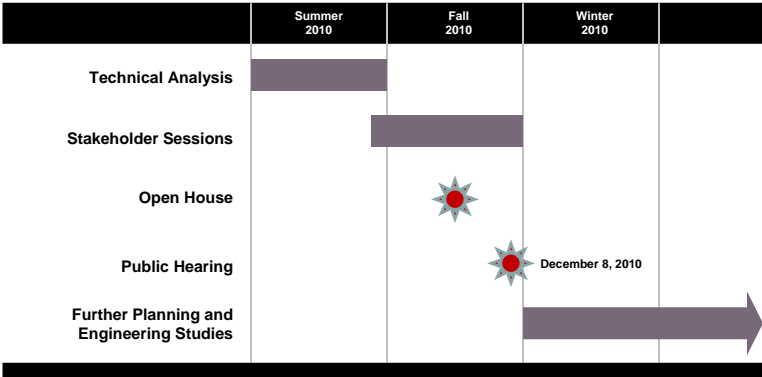 Summer
2010
Fall
2010
Winter
2010
Technical Analysis
Stakeholder Sessions
Open House
Public Hearing
December 8, 2010
Further Planning and
Engineering Studies